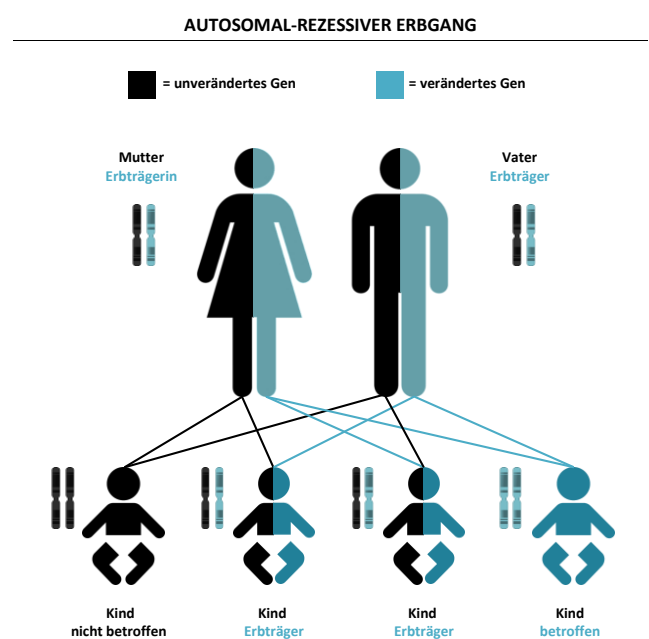 AUTOSOMAL-REZESSIVER ERBGANG
= unverändertes Gen
= verändertes Gen
Mutter
Erbträgerin
Vater
Erbträger
Kind
nicht betroffen
Kind
Erbträger
Kind
Erbträger
Kind
betroffen